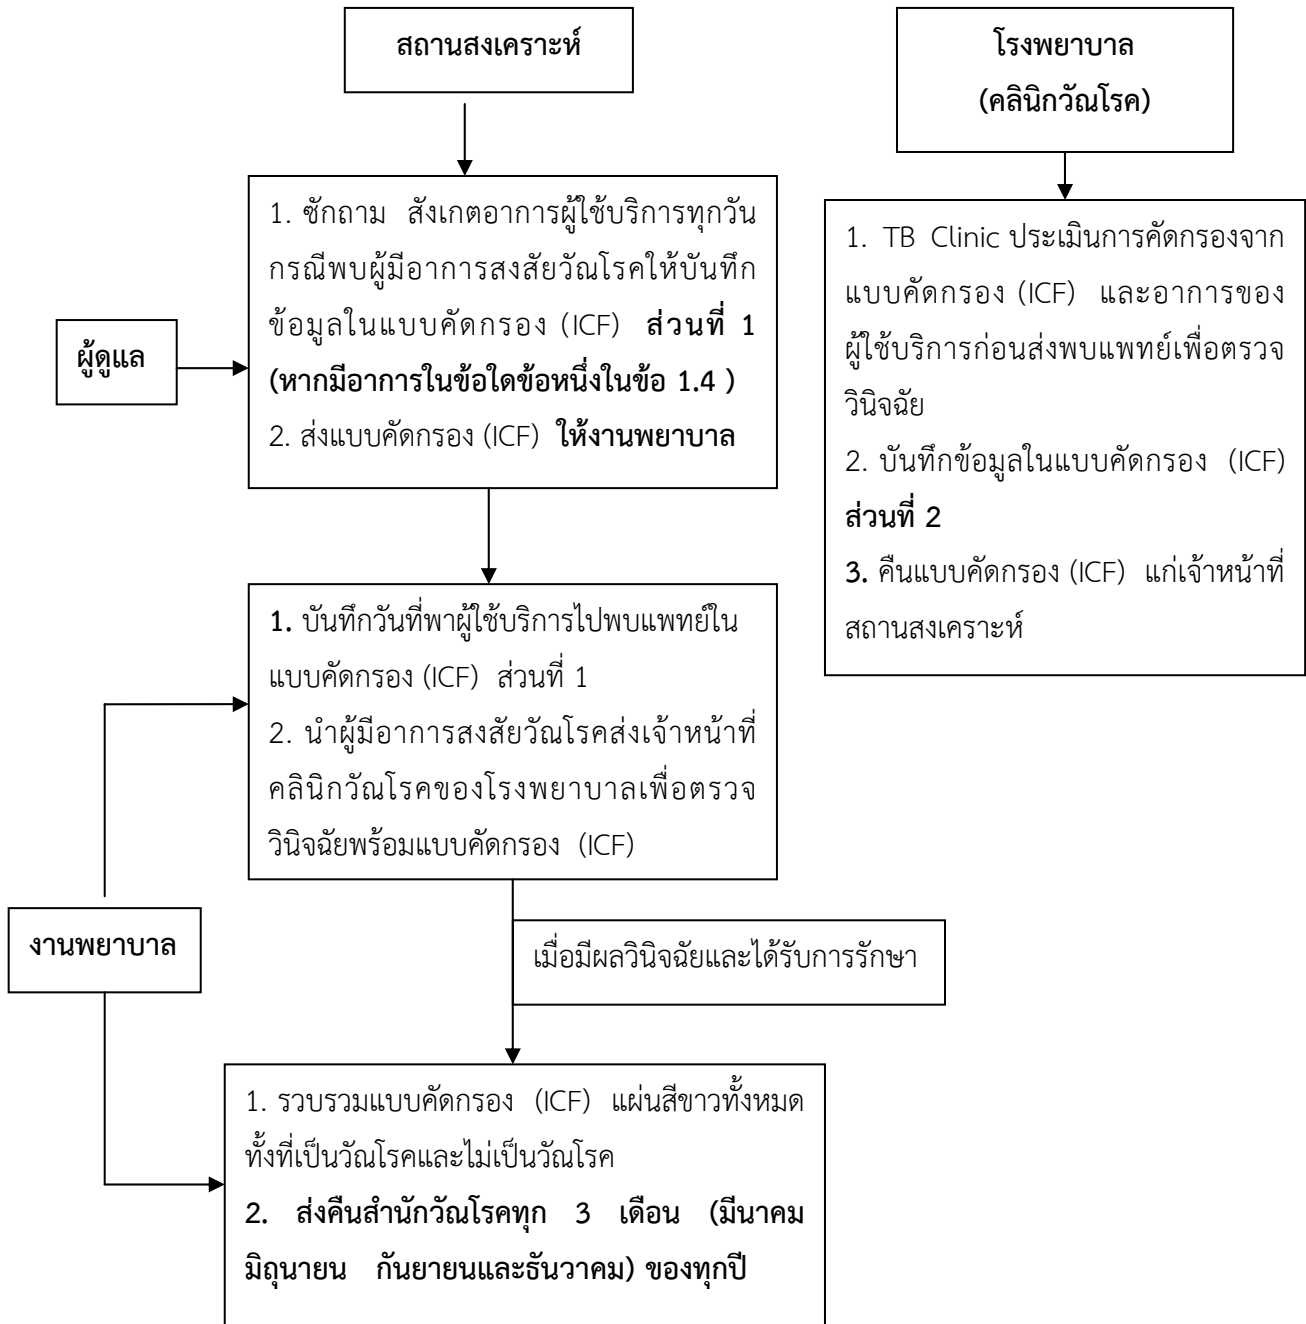 สถานสงเคราะห์
โรงพยาบาล
(คลินิกวัณโรค)
ผู้ดูแล
1. ซักถาม สังเกตอาการผู้ใช้บริการทุกวัน
กรณีพบผู้มีอาการสงสัยวัณโรคให้บันทึก
ข้อมูลในแบบคัดกรอง (ICF) ส่วนที่ 1
(หากมีอาการในข้อใดข้อหนึ่งในข้อ 1.4 )
2. ส่งแบบคัดกรอง (ICF) ให้งานพยาบาล
1. TB Clinic ประเมินการคัดกรองจาก
แบบคัดกรอง (ICF) และอาการของ
ผู้ใช้บริการก่อนส่งพบแพทย์เพื่อตรวจ
วินิจฉัย
2. บันทึกข้อมูลในแบบคัดกรอง (ICF)
ส่วนที่ 2
3. คืนแบบคัดกรอง (ICF) แก่เจ้าหน้าที่
สถานสงเคราะห์
1. บันทึกวันที่พาผู้ใช้บริการไปพบแพทย์ใน
แบบคัดกรอง (ICF) ส่วนที่ 1
2. นำผู้มีอาการสงสัยวัณโรคส่งเจ้าหน้าที่
คลินิกวัณโรคของโรงพยาบาลเพื่อตรวจ
วินิจฉัยพร้อมแบบคัดกรอง (ICF)
งานพยาบาล
เมื่อมีผลวินิจฉัยและได้รับการรักษา
1. รวบรวมแบบคัดกรอง (ICF) แผ่นสีขาวทั้งหมด
ทั้งที่เป็นวัณโรคและไม่เป็นวัณโรค
2. ส่งคืนสำนักวัณโรคทุก 3 เดือน (มีนาคม
มิถุนายน กันยายนและธันวาคม) ของทุกปี